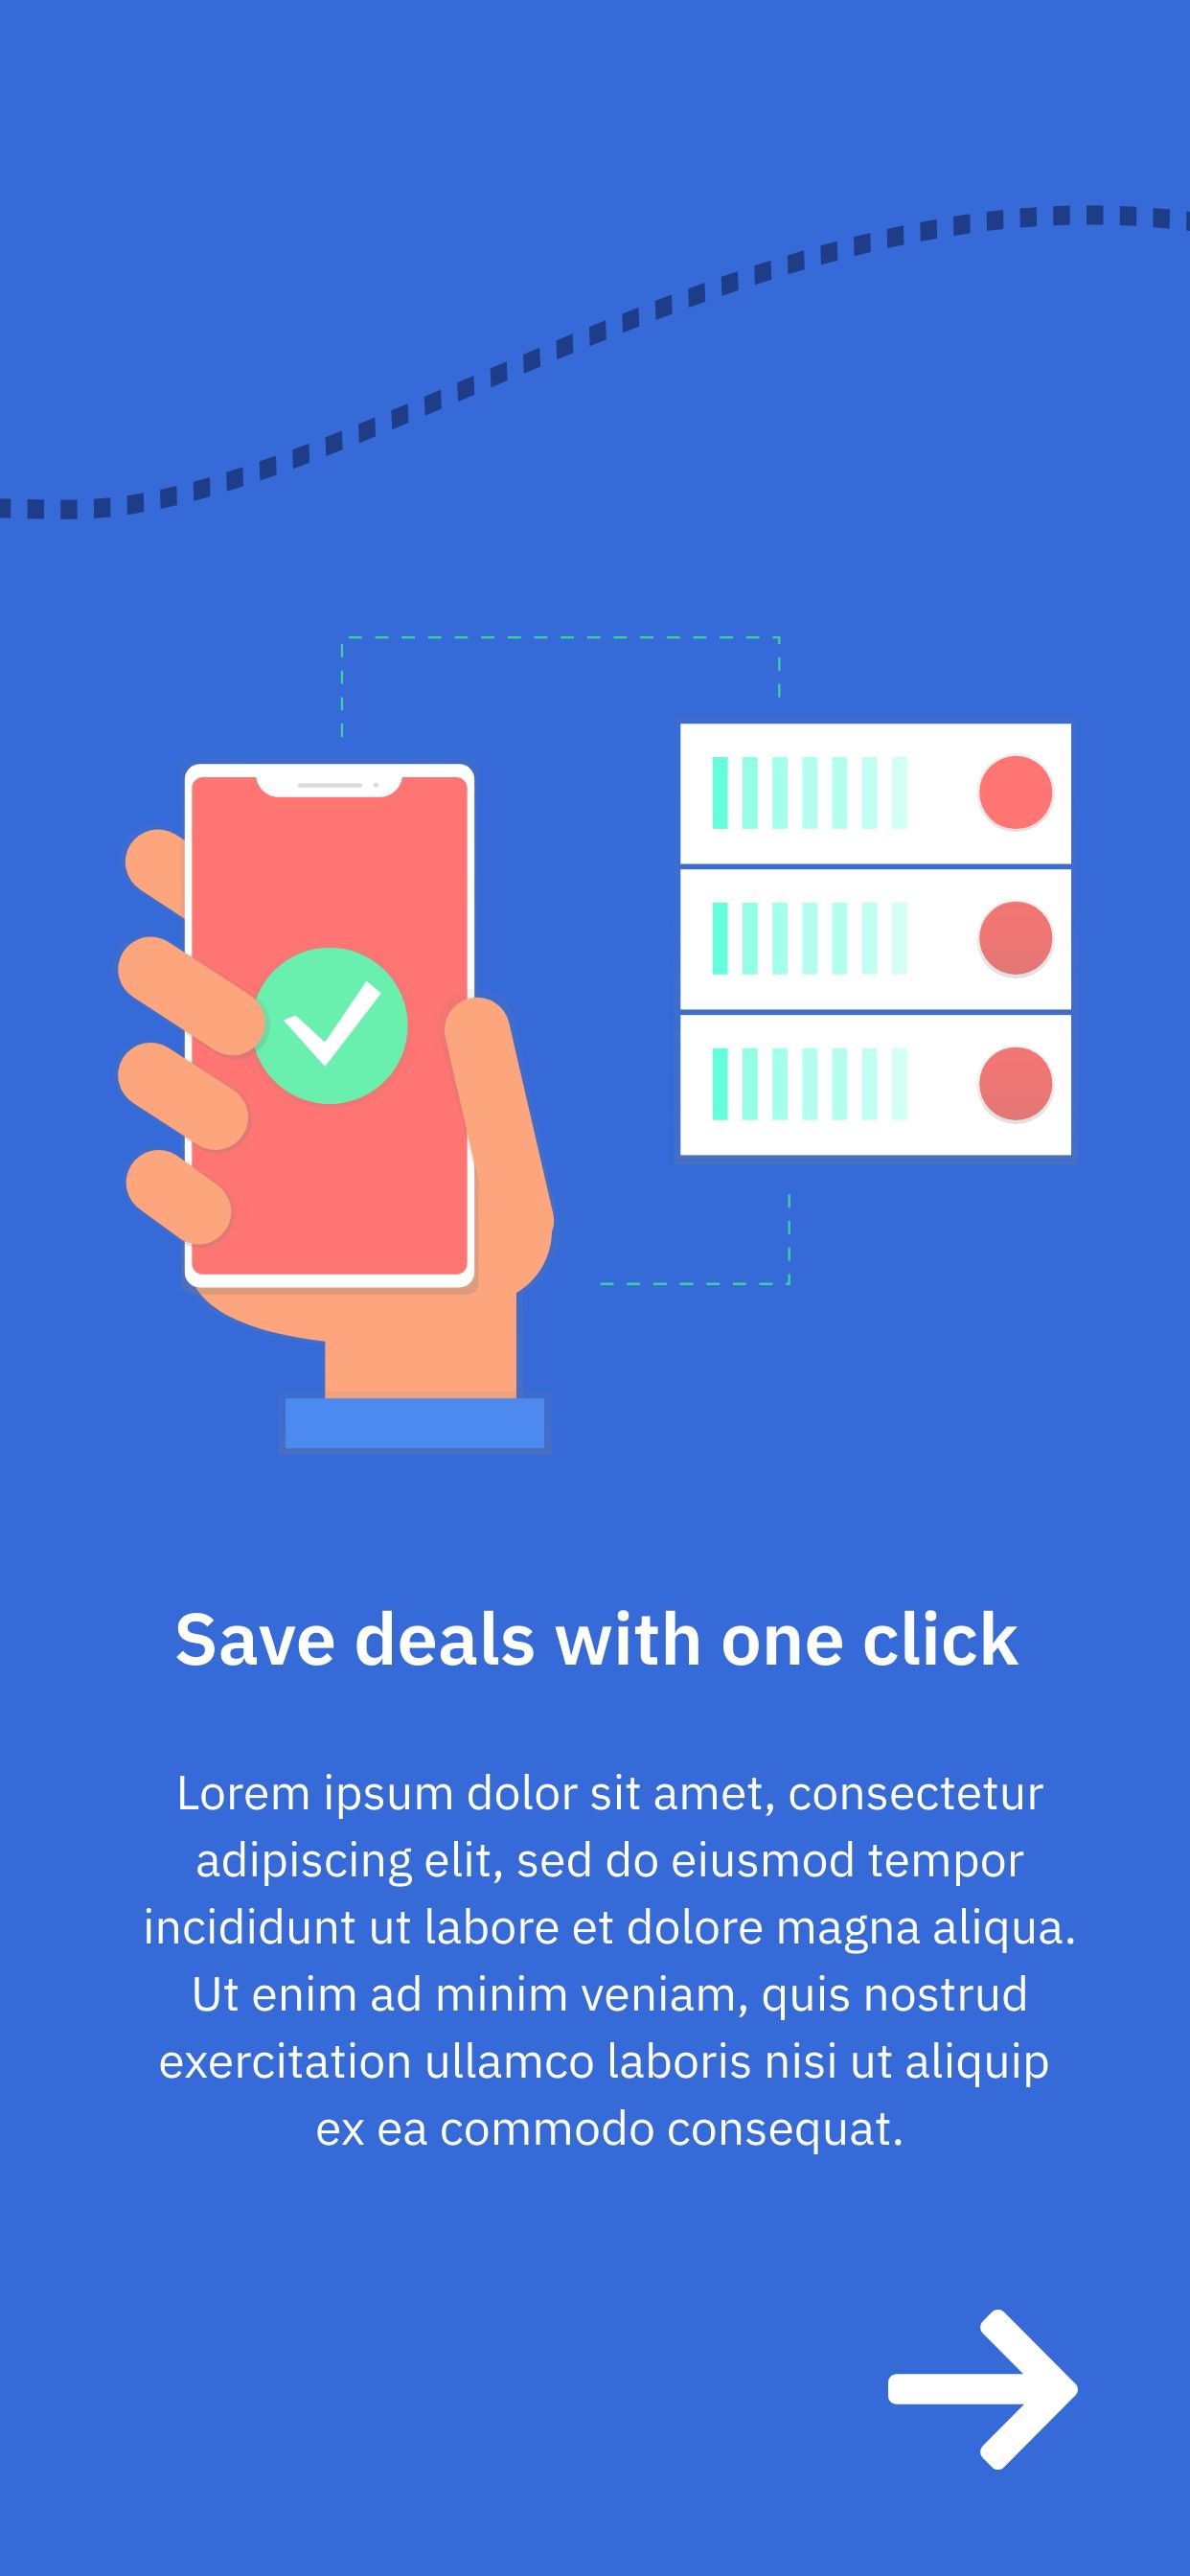 Save deals with one click
Lorem ipsum dolor sit amet, consectetur
adipiscing elit, sed do eiusmod tempor
incididunt ut labore et dolore magna aliqua.
Ut enim ad minim veniam, quis nostrud
exercitation ullamco laboris nisi ut aliquip
ex ea commodo consequat.